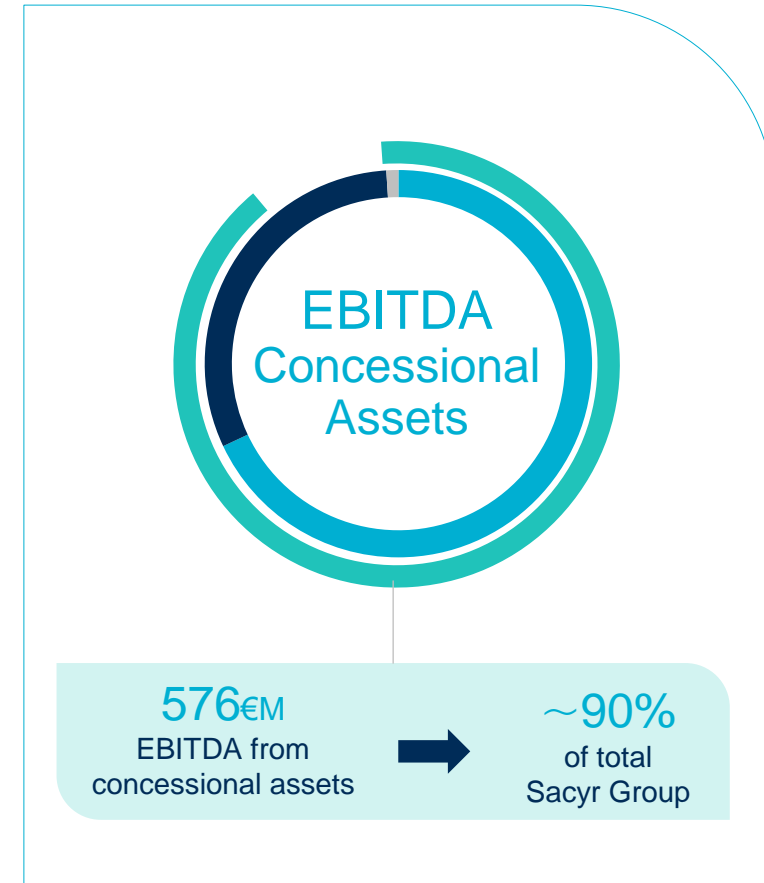 EBITDA
Concessional
Assets
576€M
EBITDA from
concessional assets
~90%
of total
Sacyr Group